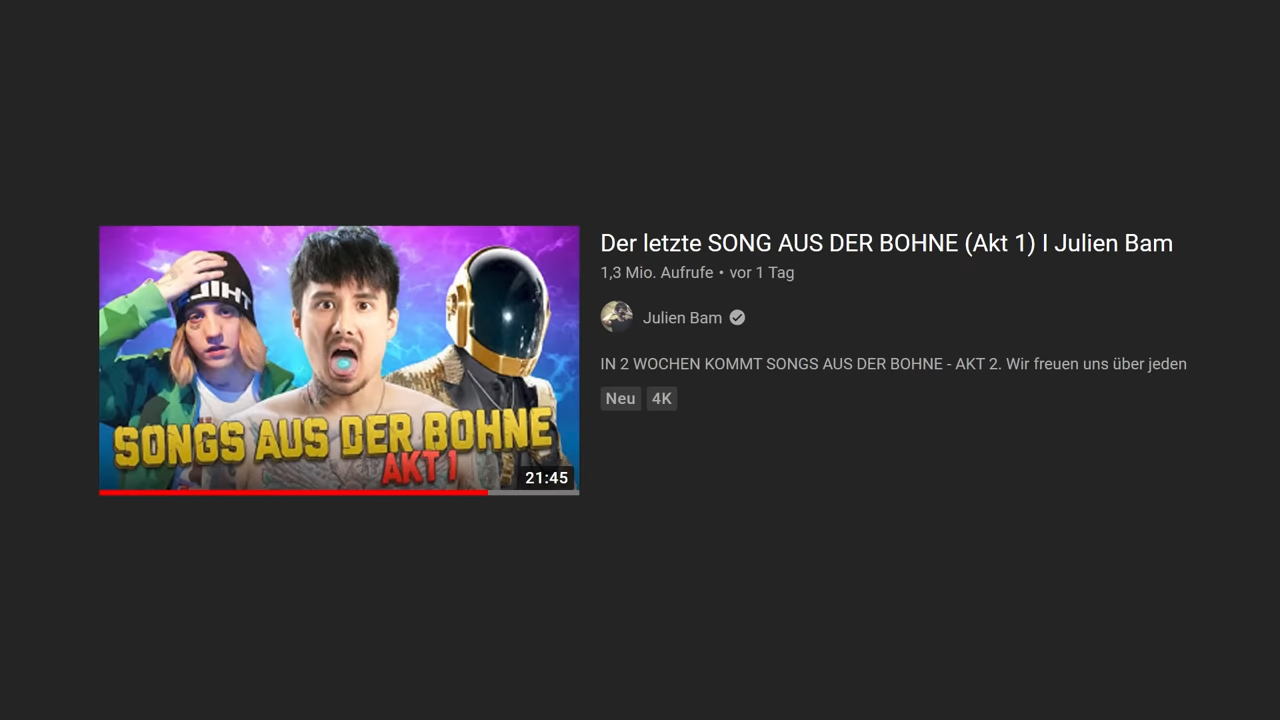 Der letzte SONG AUS DER BOHNE (Akt 1) I Julien Bam
1,3 Mio. Aufrufe • vor 1 Tag
Julien Bam
IN 2 WOCHEN KOMMT SONGS AUS DER BOHNE - AKT 2. Wir freuen uns über jeden
Neu 4K
SONGS AUS DER BOHNE
AKT 1
21:45